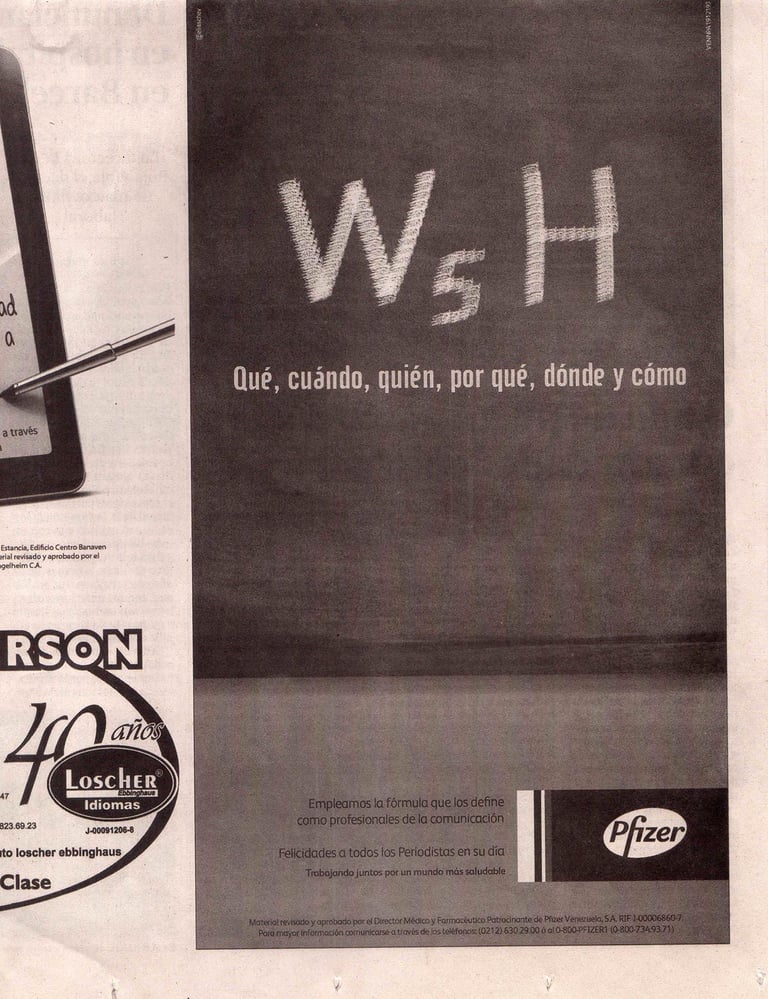 ad
a
a través
Estancia, Edificio Centro Banaven
rial revisado y aprobado por el
gelheim C.A.
RSON
40 años
LOSCHER®
Ebbinghaus
Idiomas
47
823.69.23
J-00091206-8
uto loscher ebbinghaus
Clase
@eliaschev
W5H
Qué, cuándo, quién, por qué, dónde y cómo
Empleamos la fórmula que los define
como profesionales de la comunicación
Felicidades a todos los Periodistas en su día
Trabajando juntos por un mundo más saludable
Pfizer
Material revisado y aprobado por el Director Médico y Farmacéutico Patrocinante de Pfizer Venezuela, S.A. RIF J-00006860-7.
Para mayor información comunicarse a través de los teléfonos: (0212) 630 29.00 ó al 0-800-PFIZER1 (0-800-734.93.71)